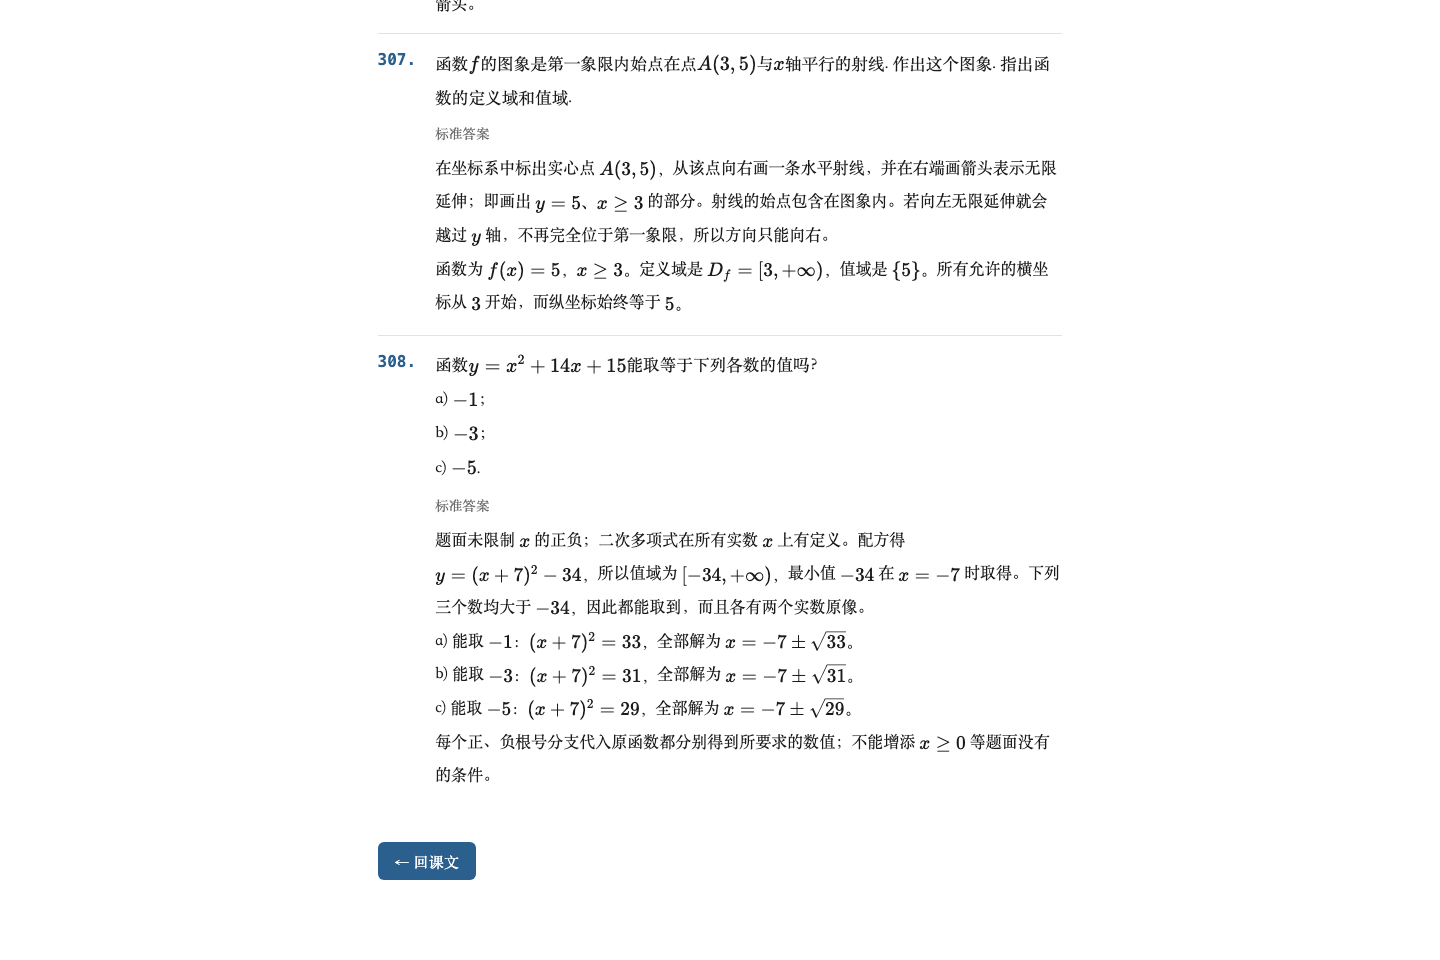 箭头。
307. 函数f的图象是第一象限内始点在点A(3, 5)与x轴平行的射线. 作出这个图象. 指出函
数的定义域和值域.
标准答案
在坐标系中标出实心点 A(3, 5)，从该点向右画一条水平射线，并在右端画箭头表示无限
延伸；即画出 y = 5、x ≥ 3 的部分。射线的始点包含在图象内。若向左无限延伸就会
越过 y 轴，不再完全位于第一象限，所以方向只能向右。
函数为 f(x) = 5，x ≥ 3。定义域是 D_f = [3, +∞)，值域是 {5}。所有允许的横坐
标从 3 开始，而纵坐标始终等于 5。
308. 函数y = x² + 14x + 15能取等于下列各数的值吗?
a) −1；
b) −3；
c) −5.
标准答案
题面未限制 x 的正负；二次多项式在所有实数 x 上有定义。配方得
y = (x + 7)² − 34，所以值域为 [−34, +∞)，最小值 −34 在 x = −7 时取得。下列
三个数均大于 −34，因此都能取到，而且各有两个实数原像。
a) 能取 −1：(x + 7)² = 33，全部解为 x = −7 ± √33。
b) 能取 −3：(x + 7)² = 31，全部解为 x = −7 ± √31。
c) 能取 −5：(x + 7)² = 29，全部解为 x = −7 ± √29。
每个正、负根号分支代入原函数都分别得到所要求的数值；不能增添 x ≥ 0 等题面没有
的条件。
← 回课文